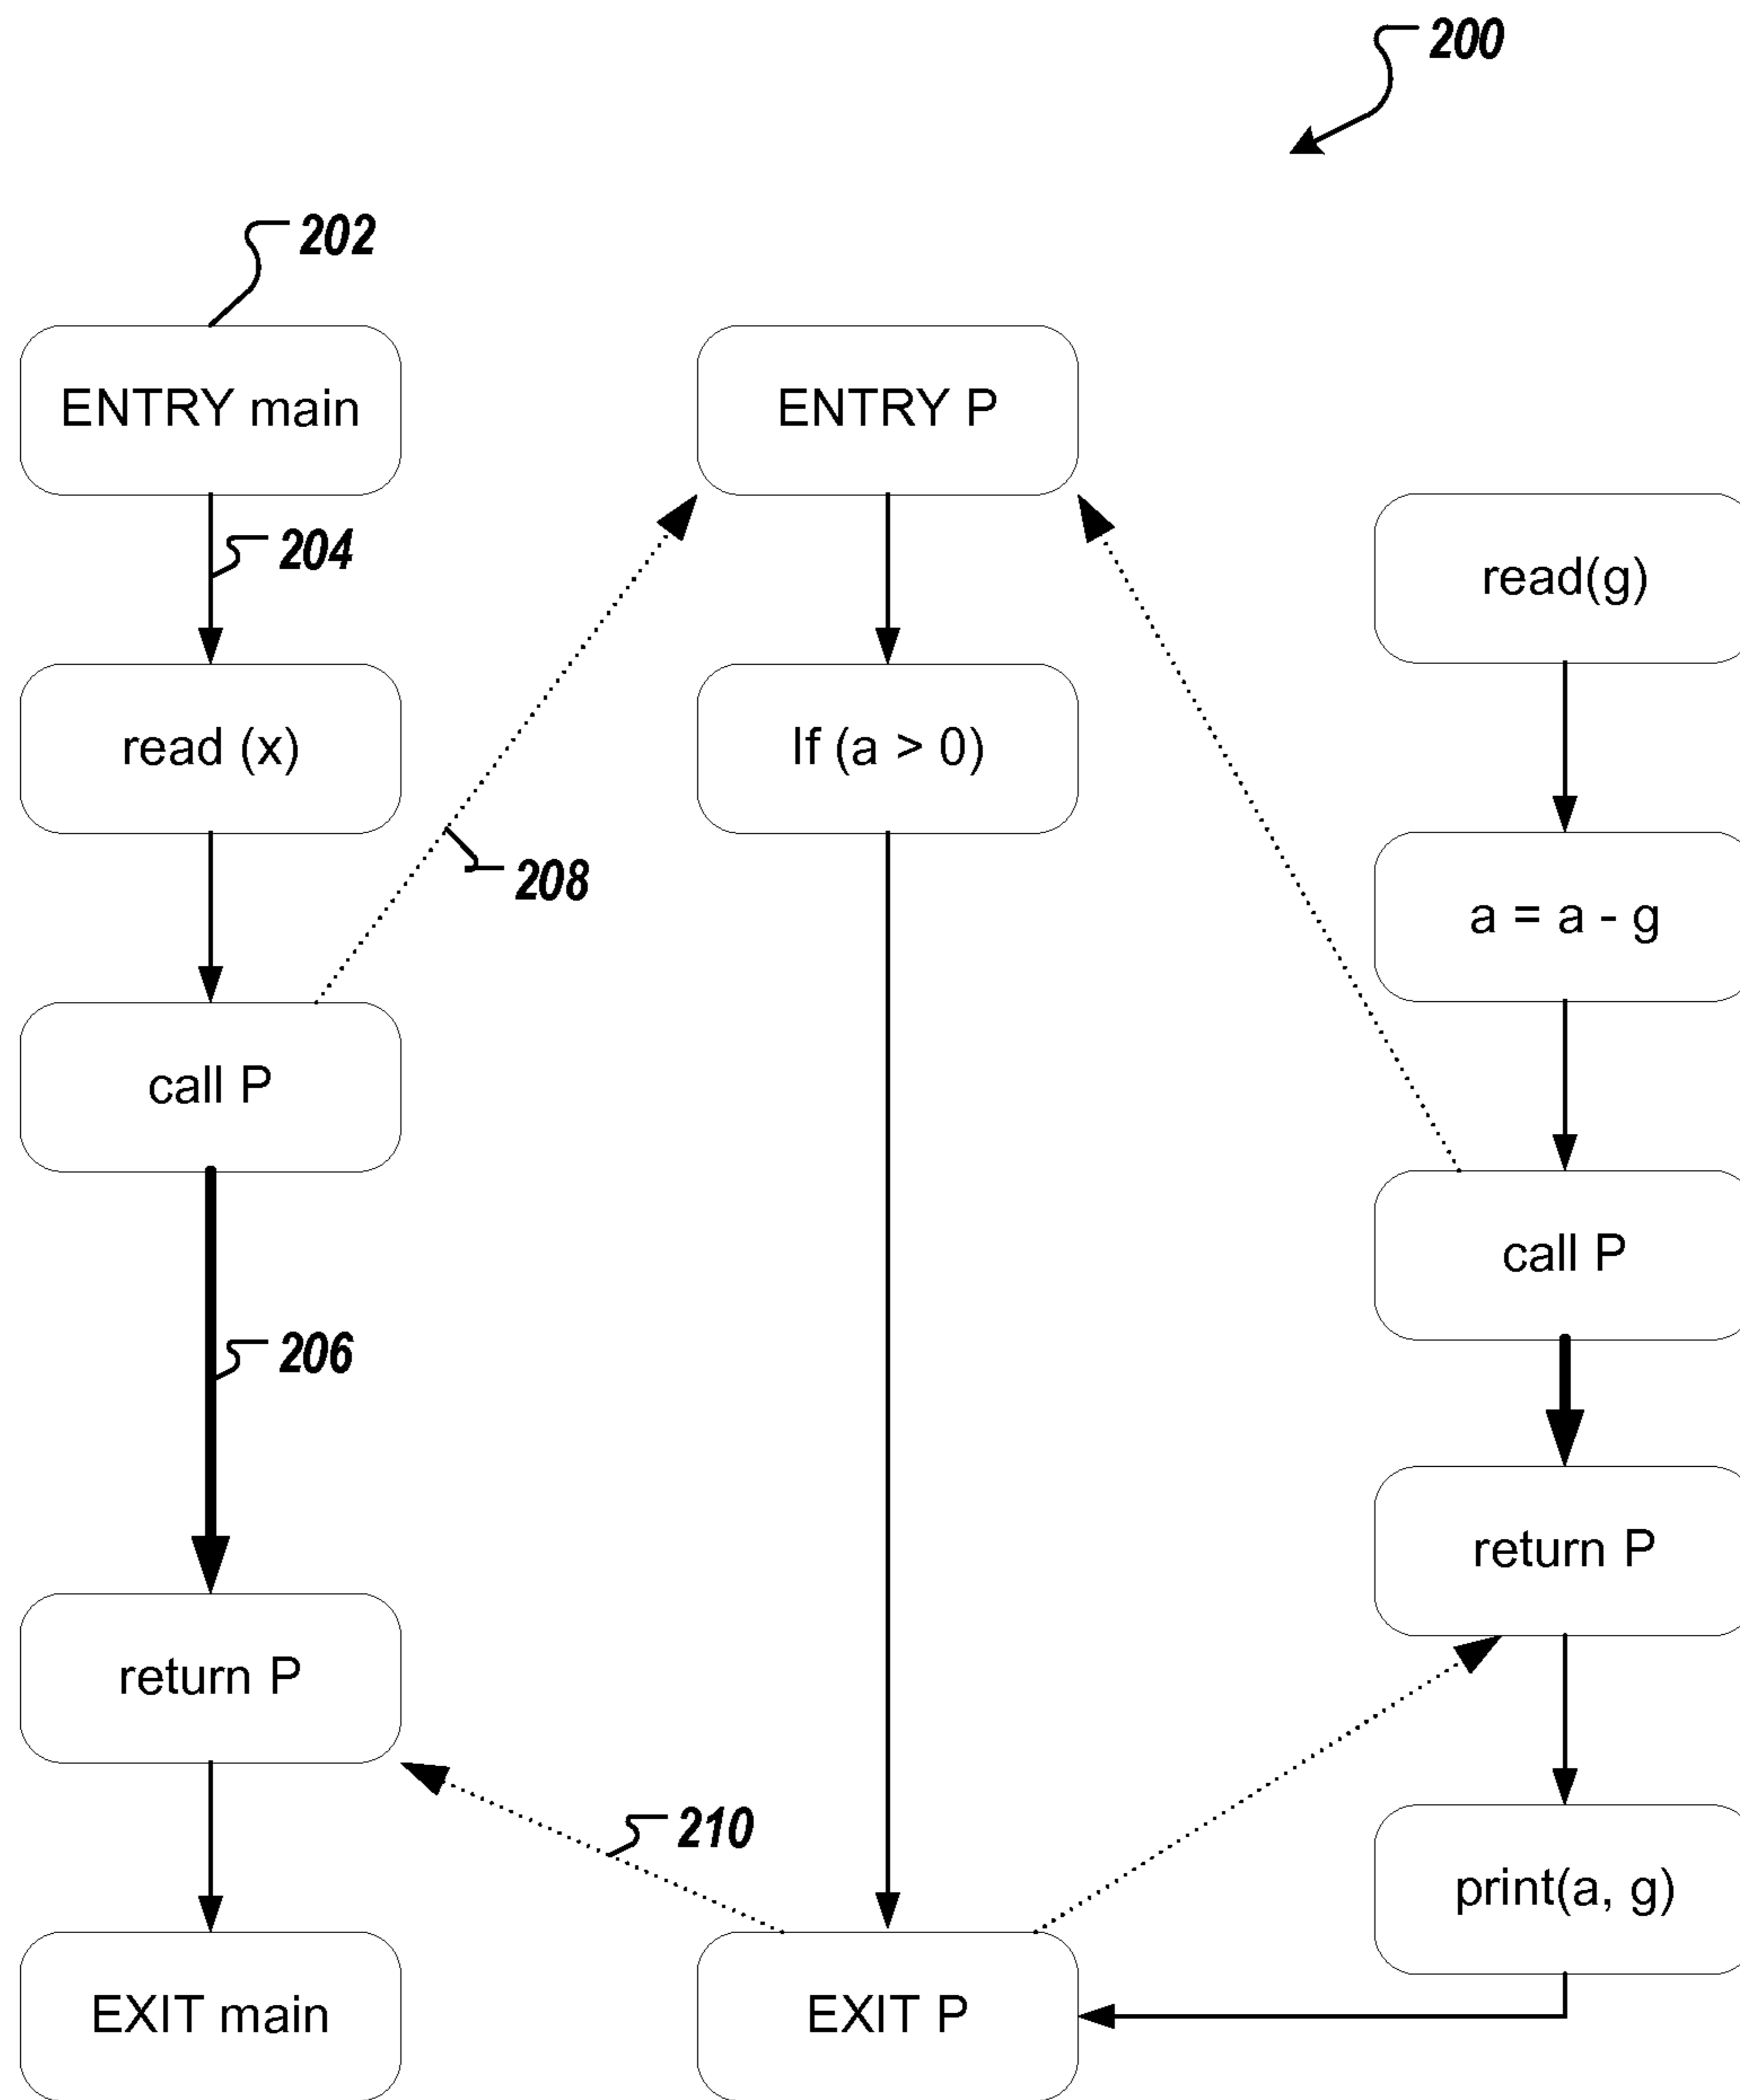 200
202
ENTRY main
ENTRY P
204
read(g)
read (x)
If (a > 0)
208
a = a - g
call P
call P
206
return P
return P
210
print(a, g)
EXIT main
EXIT P